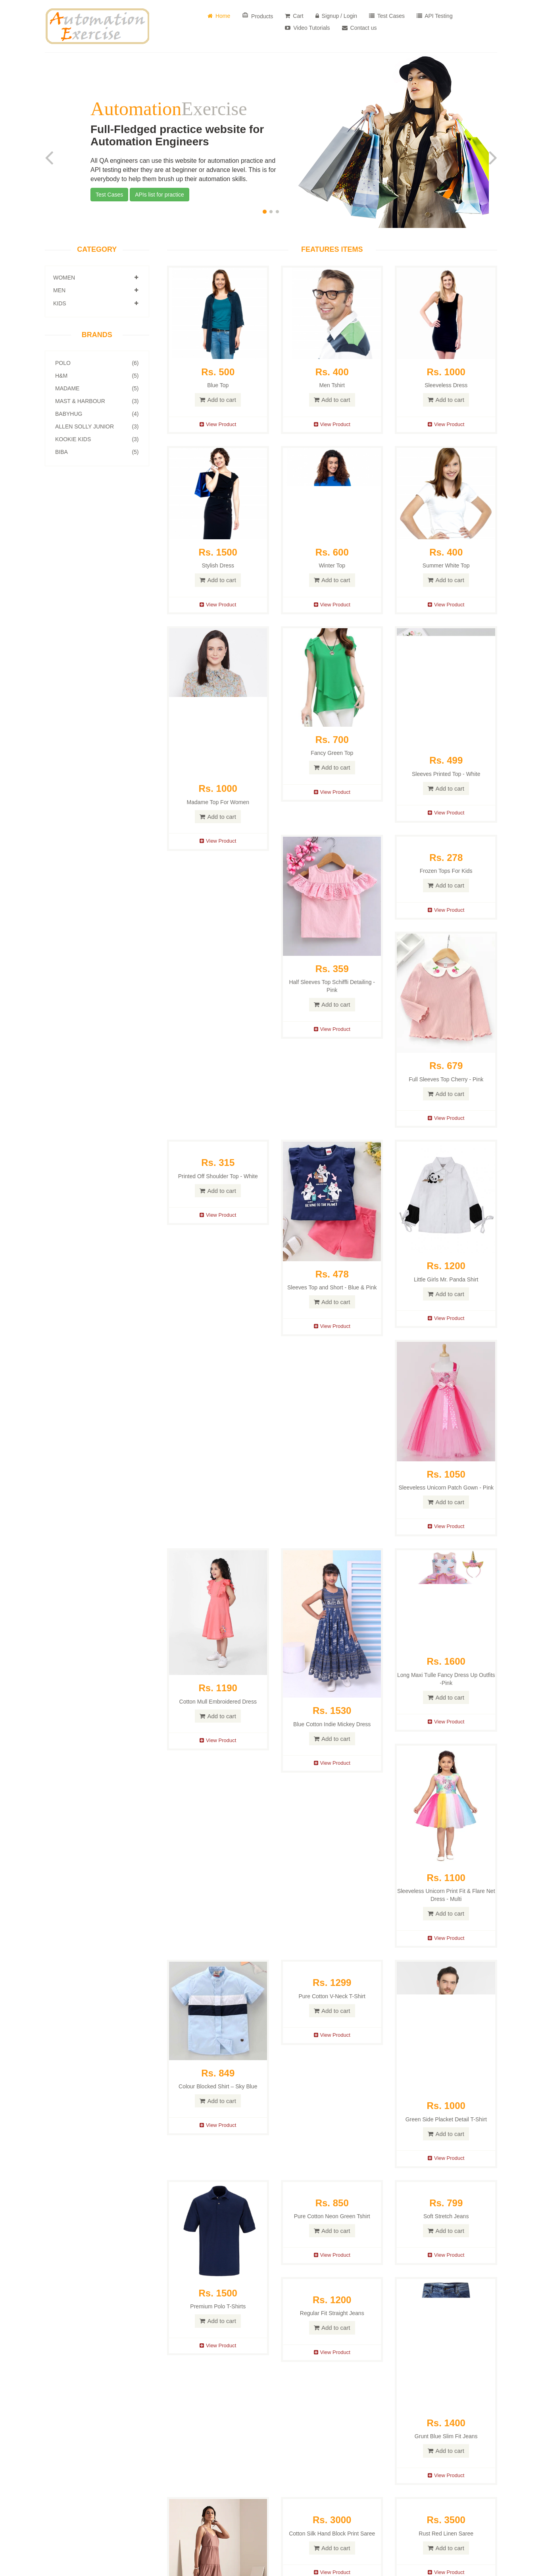 Automation
Exercise
Home
Products
Cart
Signup / Login
Test Cases
API Testing
Video Tutorials
Contact us
AutomationExercise
Full-Fledged practice website for
Automation Engineers
All QA engineers can use this website for automation practice and
API testing either they are at beginner or advance level. This is for
everybody to help them brush up their automation skills.
Test Cases
APIs list for practice
CATEGORY
WOMEN
MEN
KIDS
BRANDS
POLO (6)
H&M (5)
MADAME (5)
MAST & HARBOUR (3)
BABYHUG (4)
ALLEN SOLLY JUNIOR (3)
KOOKIE KIDS (3)
BIBA (5)
FEATURES ITEMS
Rs. 500
Blue Top
Add to cart
View Product
Rs. 400
Men Tshirt
Add to cart
View Product
Rs. 1000
Sleeveless Dress
Add to cart
View Product
Rs. 1500
Stylish Dress
Add to cart
View Product
Rs. 600
Winter Top
Add to cart
View Product
Rs. 400
Summer White Top
Add to cart
View Product
Rs. 1000
Madame Top For Women
Add to cart
View Product
Rs. 700
Fancy Green Top
Add to cart
View Product
Rs. 499
Sleeves Printed Top - White
Add to cart
View Product
Rs. 359
Half Sleeves Top Schiffli Detailing -
Pink
Add to cart
View Product
Rs. 278
Frozen Tops For Kids
Add to cart
View Product
Rs. 679
Full Sleeves Top Cherry - Pink
Add to cart
View Product
Rs. 315
Printed Off Shoulder Top - White
Add to cart
View Product
Rs. 478
Sleeves Top and Short - Blue & Pink
Add to cart
View Product
Rs. 1200
Little Girls Mr. Panda Shirt
Add to cart
View Product
Rs. 1050
Sleeveless Unicorn Patch Gown - Pink
Add to cart
View Product
Rs. 1190
Cotton Mull Embroidered Dress
Add to cart
View Product
Rs. 1530
Blue Cotton Indie Mickey Dress
Add to cart
View Product
Rs. 1600
Long Maxi Tulle Fancy Dress Up Outfits
-Pink
Add to cart
View Product
Rs. 1100
Sleeveless Unicorn Print Fit & Flare Net
Dress - Multi
Add to cart
View Product
Rs. 849
Colour Blocked Shirt – Sky Blue
Add to cart
View Product
Rs. 1299
Pure Cotton V-Neck T-Shirt
Add to cart
View Product
Rs. 1000
Green Side Placket Detail T-Shirt
Add to cart
View Product
Rs. 1500
Premium Polo T-Shirts
Add to cart
View Product
Rs. 850
Pure Cotton Neon Green Tshirt
Add to cart
View Product
Rs. 799
Soft Stretch Jeans
Add to cart
View Product
Rs. 1200
Regular Fit Straight Jeans
Add to cart
View Product
Rs. 1400
Grunt Blue Slim Fit Jeans
Add to cart
View Product
Rs. 3000
Cotton Silk Hand Block Print Saree
Add to cart
View Product
Rs. 3500
Rust Red Linen Saree
Add to cart
View Product